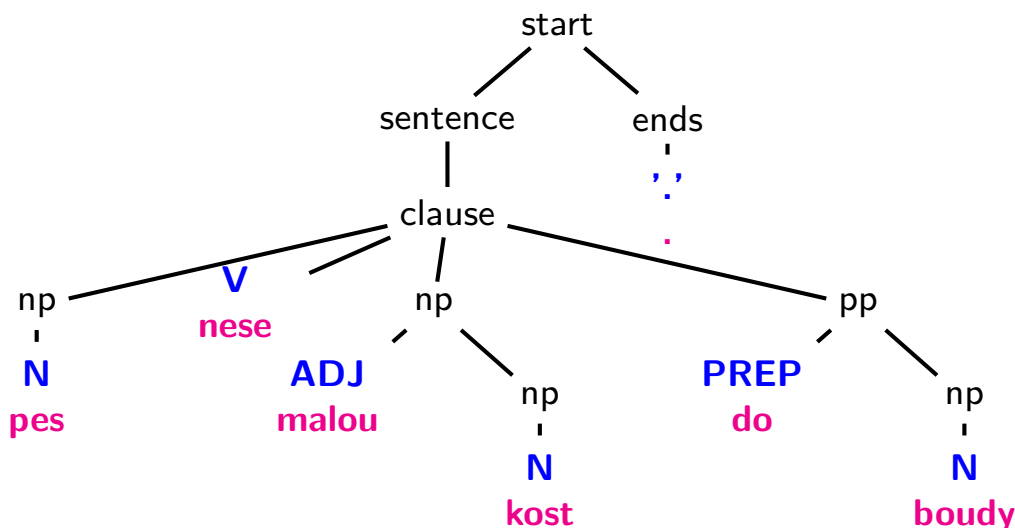 start
sentence ends
, ,
.
clause
.
V
np np pp
nese
N ADJ PREP
np np
pes malou do
N N
kost boudy